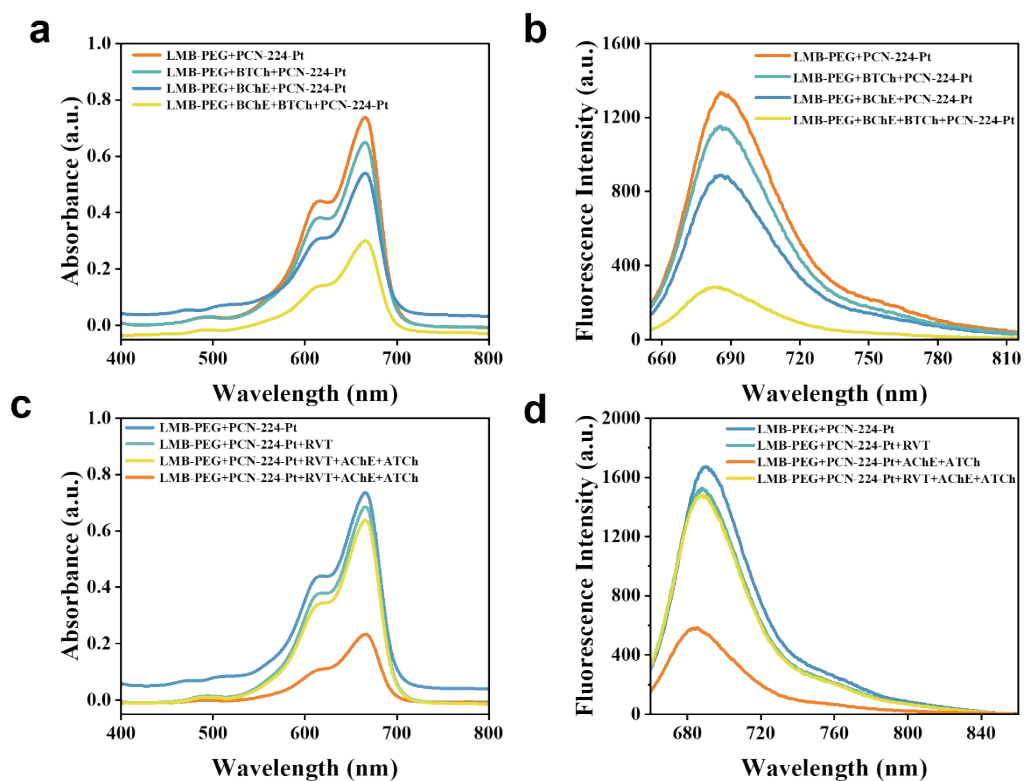 a
1.0
0.8
0.6
0.4
0.2
0.0
Absorbance (a.u.)
LMB-PEG+PCN-224-Pt
LMB-PEG+BTCh+PCN-224-Pt
LMB-PEG+BChE+PCN-224-Pt
LMB-PEG+BChE+BTCh+PCN-224-Pt
400 500 600 700 800
Wavelength (nm)
b
1600
1200
800
400
0
Fluorescence Intensity (a.u.)
LMB-PEG+PCN-224-Pt
LMB-PEG+BTCh+PCN-224-Pt
LMB-PEG+BChE+PCN-224-Pt
LMB-PEG+BChE+BTCh+PCN-224-Pt
660 690 720 750 780 810
Wavelength (nm)
c
1.0
0.8
0.6
0.4
0.2
0.0
Absorbance (a.u.)
LMB-PEG+PCN-224-Pt
LMB-PEG+PCN-224-Pt+RVT
LMB-PEG+PCN-224-Pt+RVT+AChE+ATCh
LMB-PEG+PCN-224-Pt+RVT+AChE+ATCh
400 500 600 700 800
Wavelength (nm)
d
2000
1600
1200
800
400
0
Fluorescence Intensity (a.u.)
LMB-PEG+PCN-224-Pt
LMB-PEG+PCN-224-Pt+RVT
LMB-PEG+PCN-224-Pt+AChE+ATCh
LMB-PEG+PCN-224-Pt+RVT+AChE+ATCh
680 720 760 800 840
Wavelength (nm)